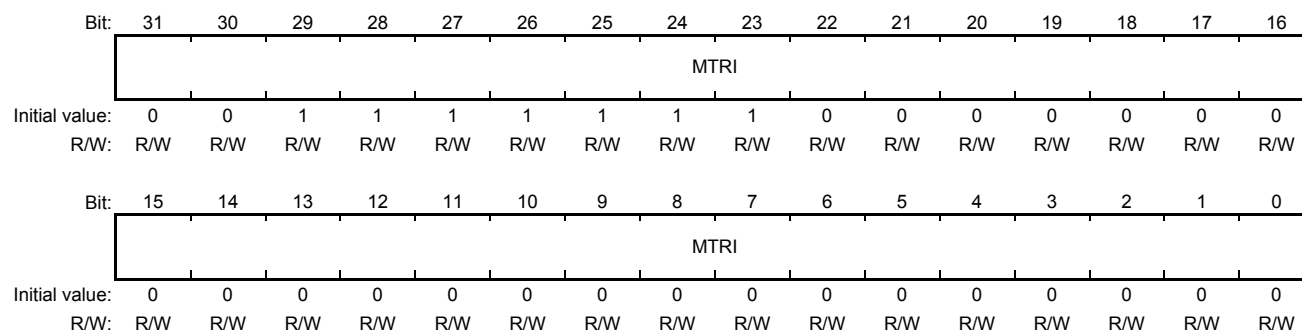 Bit: 31 30 29 28 27 26 25 24 23 22 21 20 19 18 17 16
MTRI
Initial value: 0 0 1 1 1 1 1 1 1 0 0 0 0 0 0 0
R/W: R/W R/W R/W R/W R/W R/W R/W R/W R/W R/W R/W R/W R/W R/W R/W R/W
Bit: 15 14 13 12 11 10 9 8 7 6 5 4 3 2 1 0
MTRI
Initial value: 0 0 0 0 0 0 0 0 0 0 0 0 0 0 0 0
R/W: R/W R/W R/W R/W R/W R/W R/W R/W R/W R/W R/W R/W R/W R/W R/W R/W